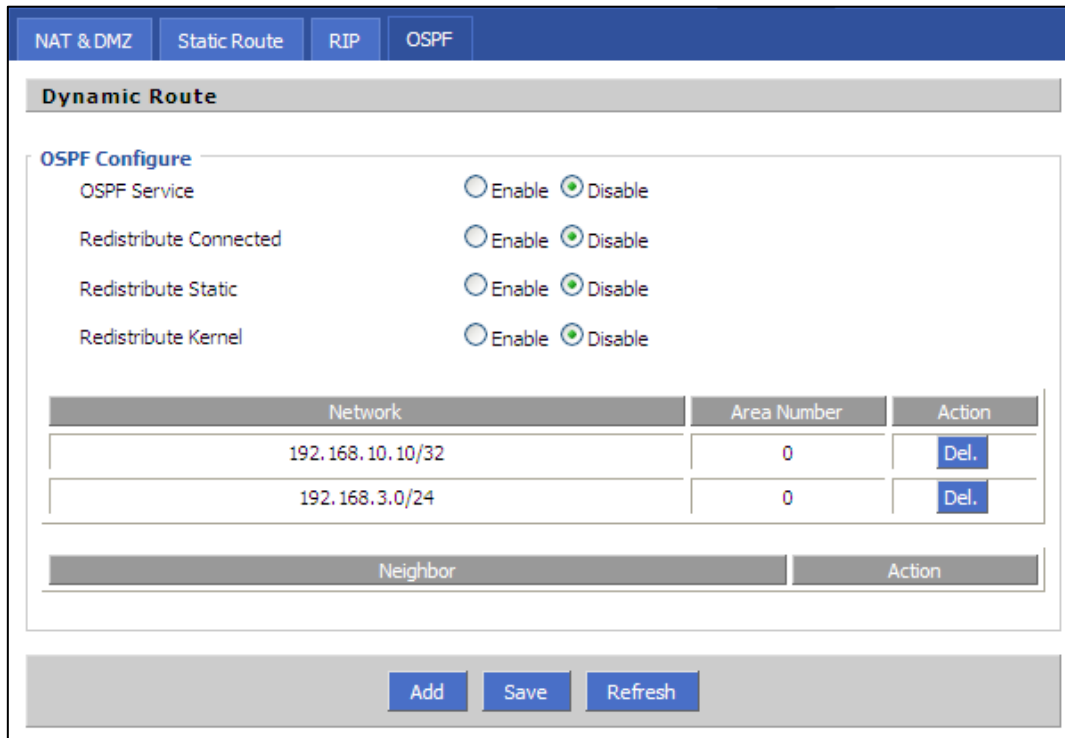 NAT & DMZ Static Route RIP OSPF
Dynamic Route
OSPF Configure
OSPF Service Enable Disable
Redistribute Connected Enable Disable
Redistribute Static Enable Disable
Redistribute Kernel Enable Disable
Network Area Number Action
192.168.10.10/32 0 Del.
192.168.3.0/24 0 Del.
Neighbor Action
Add Save Refresh